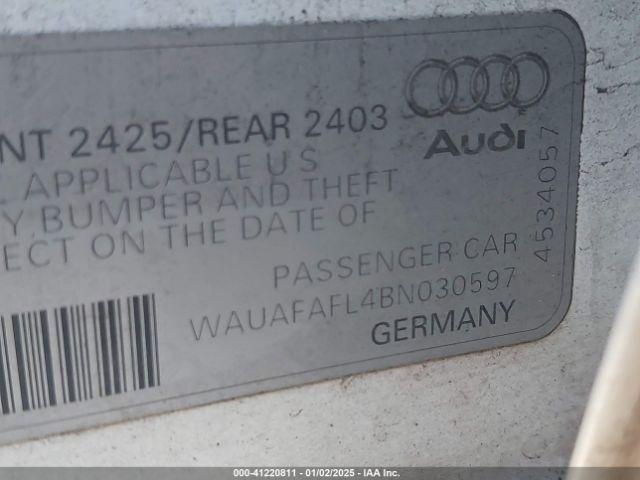 NT 2425/REAR 2403
APPLICABLE U S
Y BUMPER AND THEFT
ECT ON THE DATE OF
PASSENGER CAR
WAUAFAFL4BN030597
GERMANY
Audi
4534057
000-41220811 - 01/02/2025 - IAA Inc.